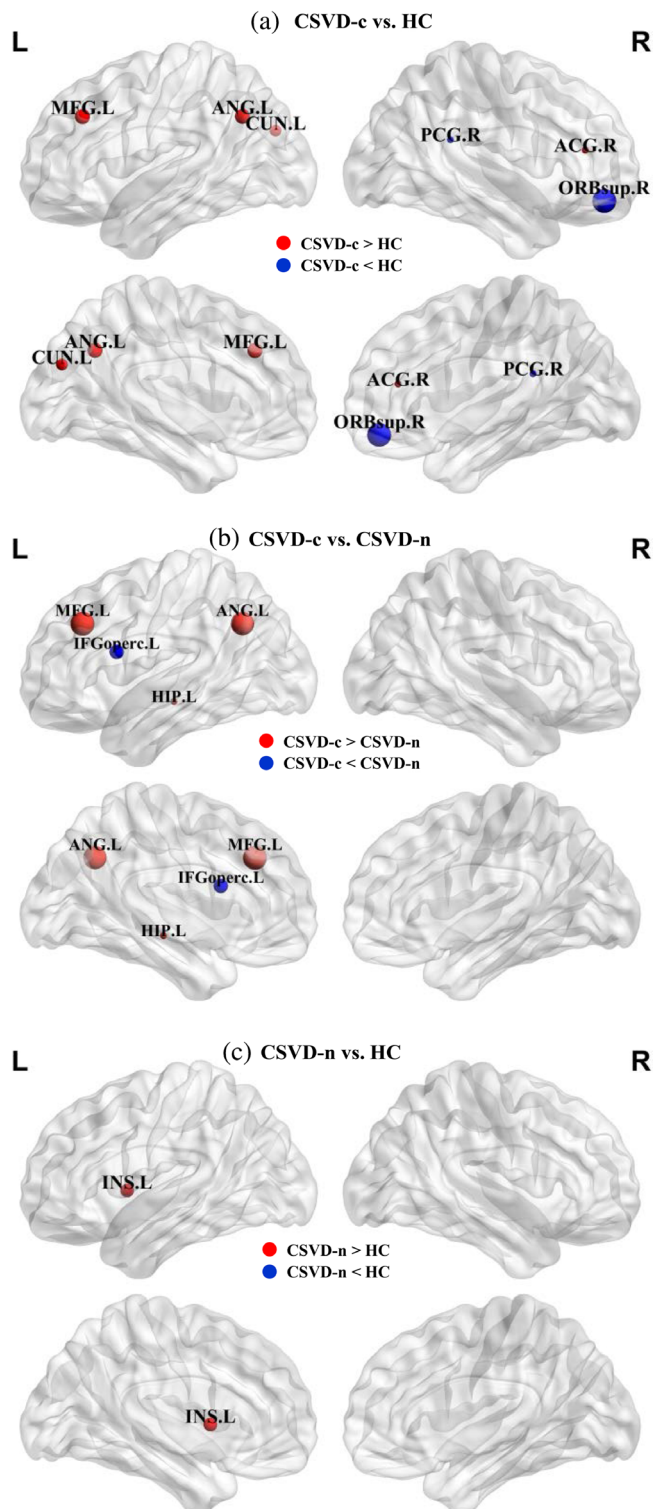 (a) CSVD-c vs. HC
L
R
MFG.L
ANG.L
CUN.L
PCG.R
ACG.R
ORBsup.R
CSVD-c > HC
CSVD-c < HC
CUN.L
ANG.L
MFG.L
ACG.R
PCG.R
ORBsup.R
(b) CSVD-c vs. CSVD-n
L
R
MFG.L
ANG.L
IFGoperc.L
HIP.L
CSVD-c > CSVD-n
CSVD-c < CSVD-n
ANG.L
MFG.L
IFGoperc.L
HIP.L
(c) CSVD-n vs. HC
L
R
INS.L
CSVD-n > HC
CSVD-n < HC
INS.L